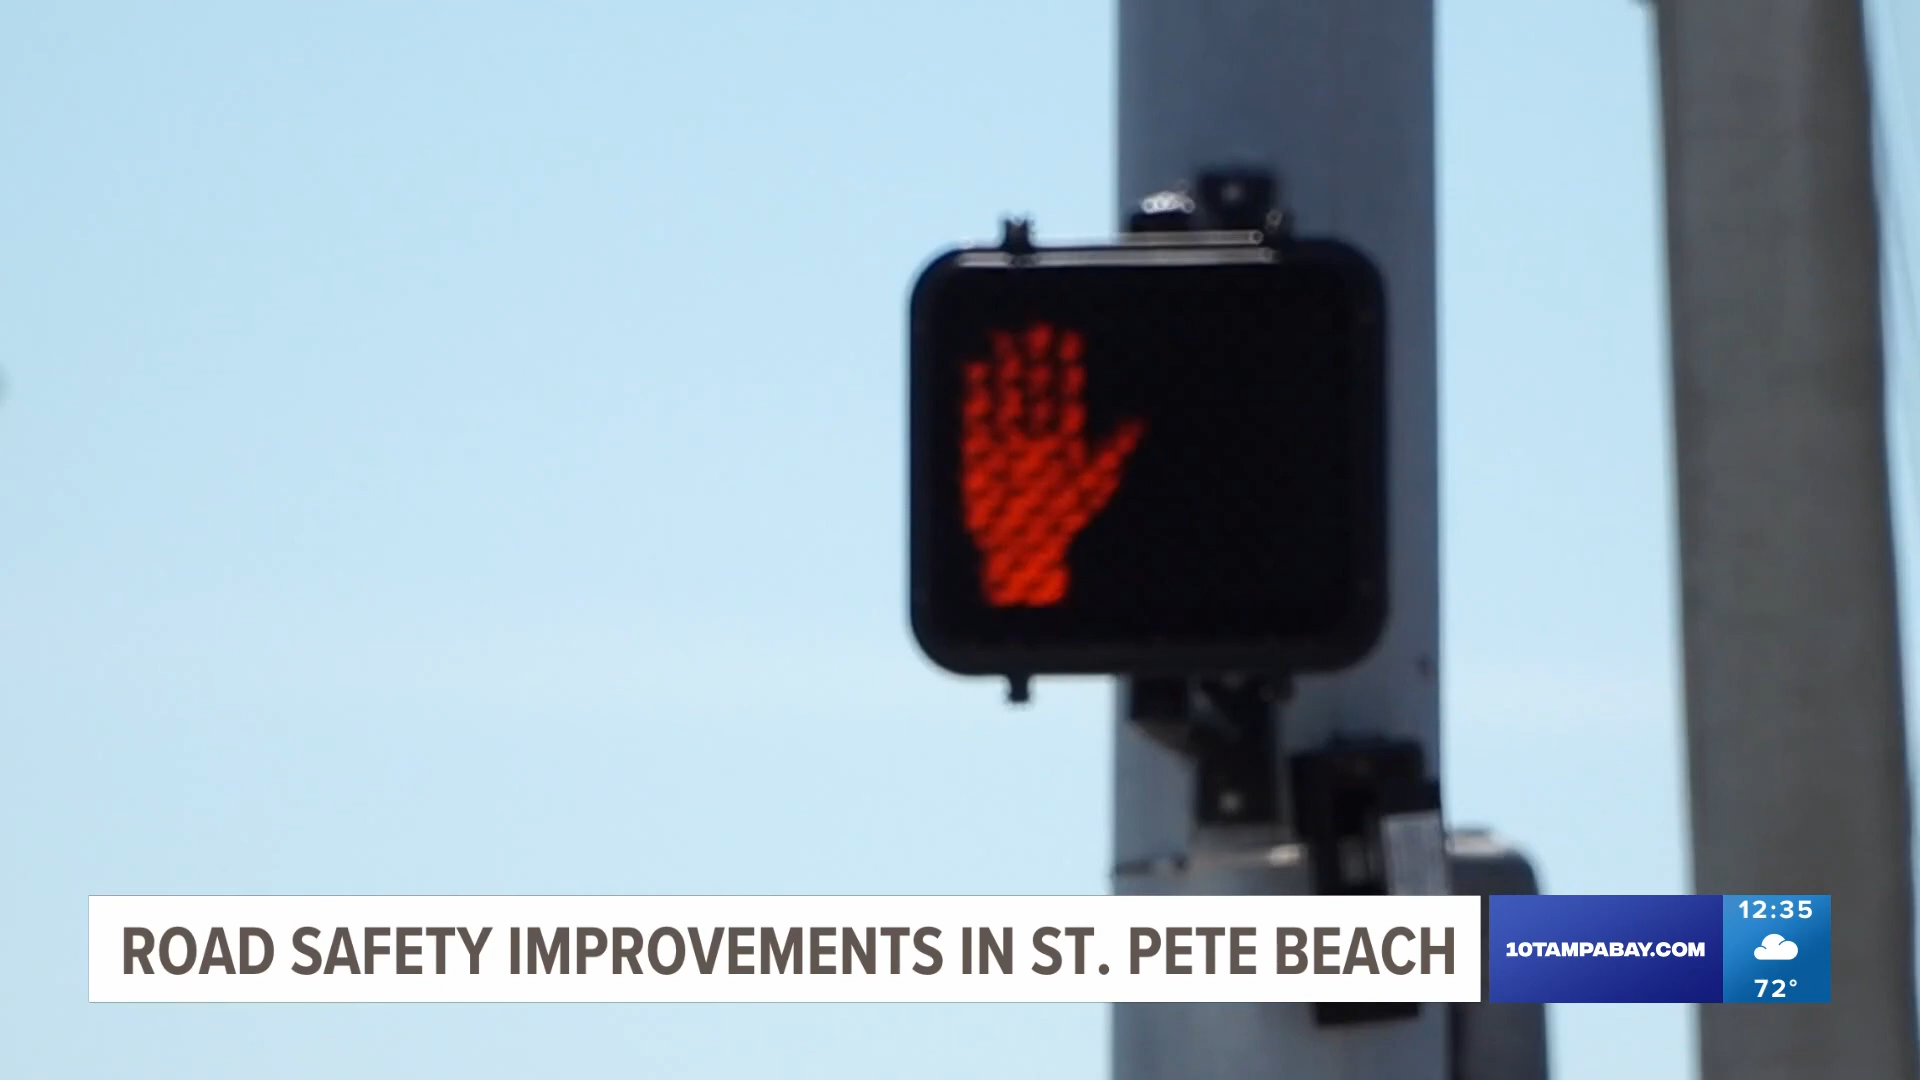 ROAD SAFETY IMPROVEMENTS IN ST. PETE BEACH
10TAMPABAY.COM
12:35
72°